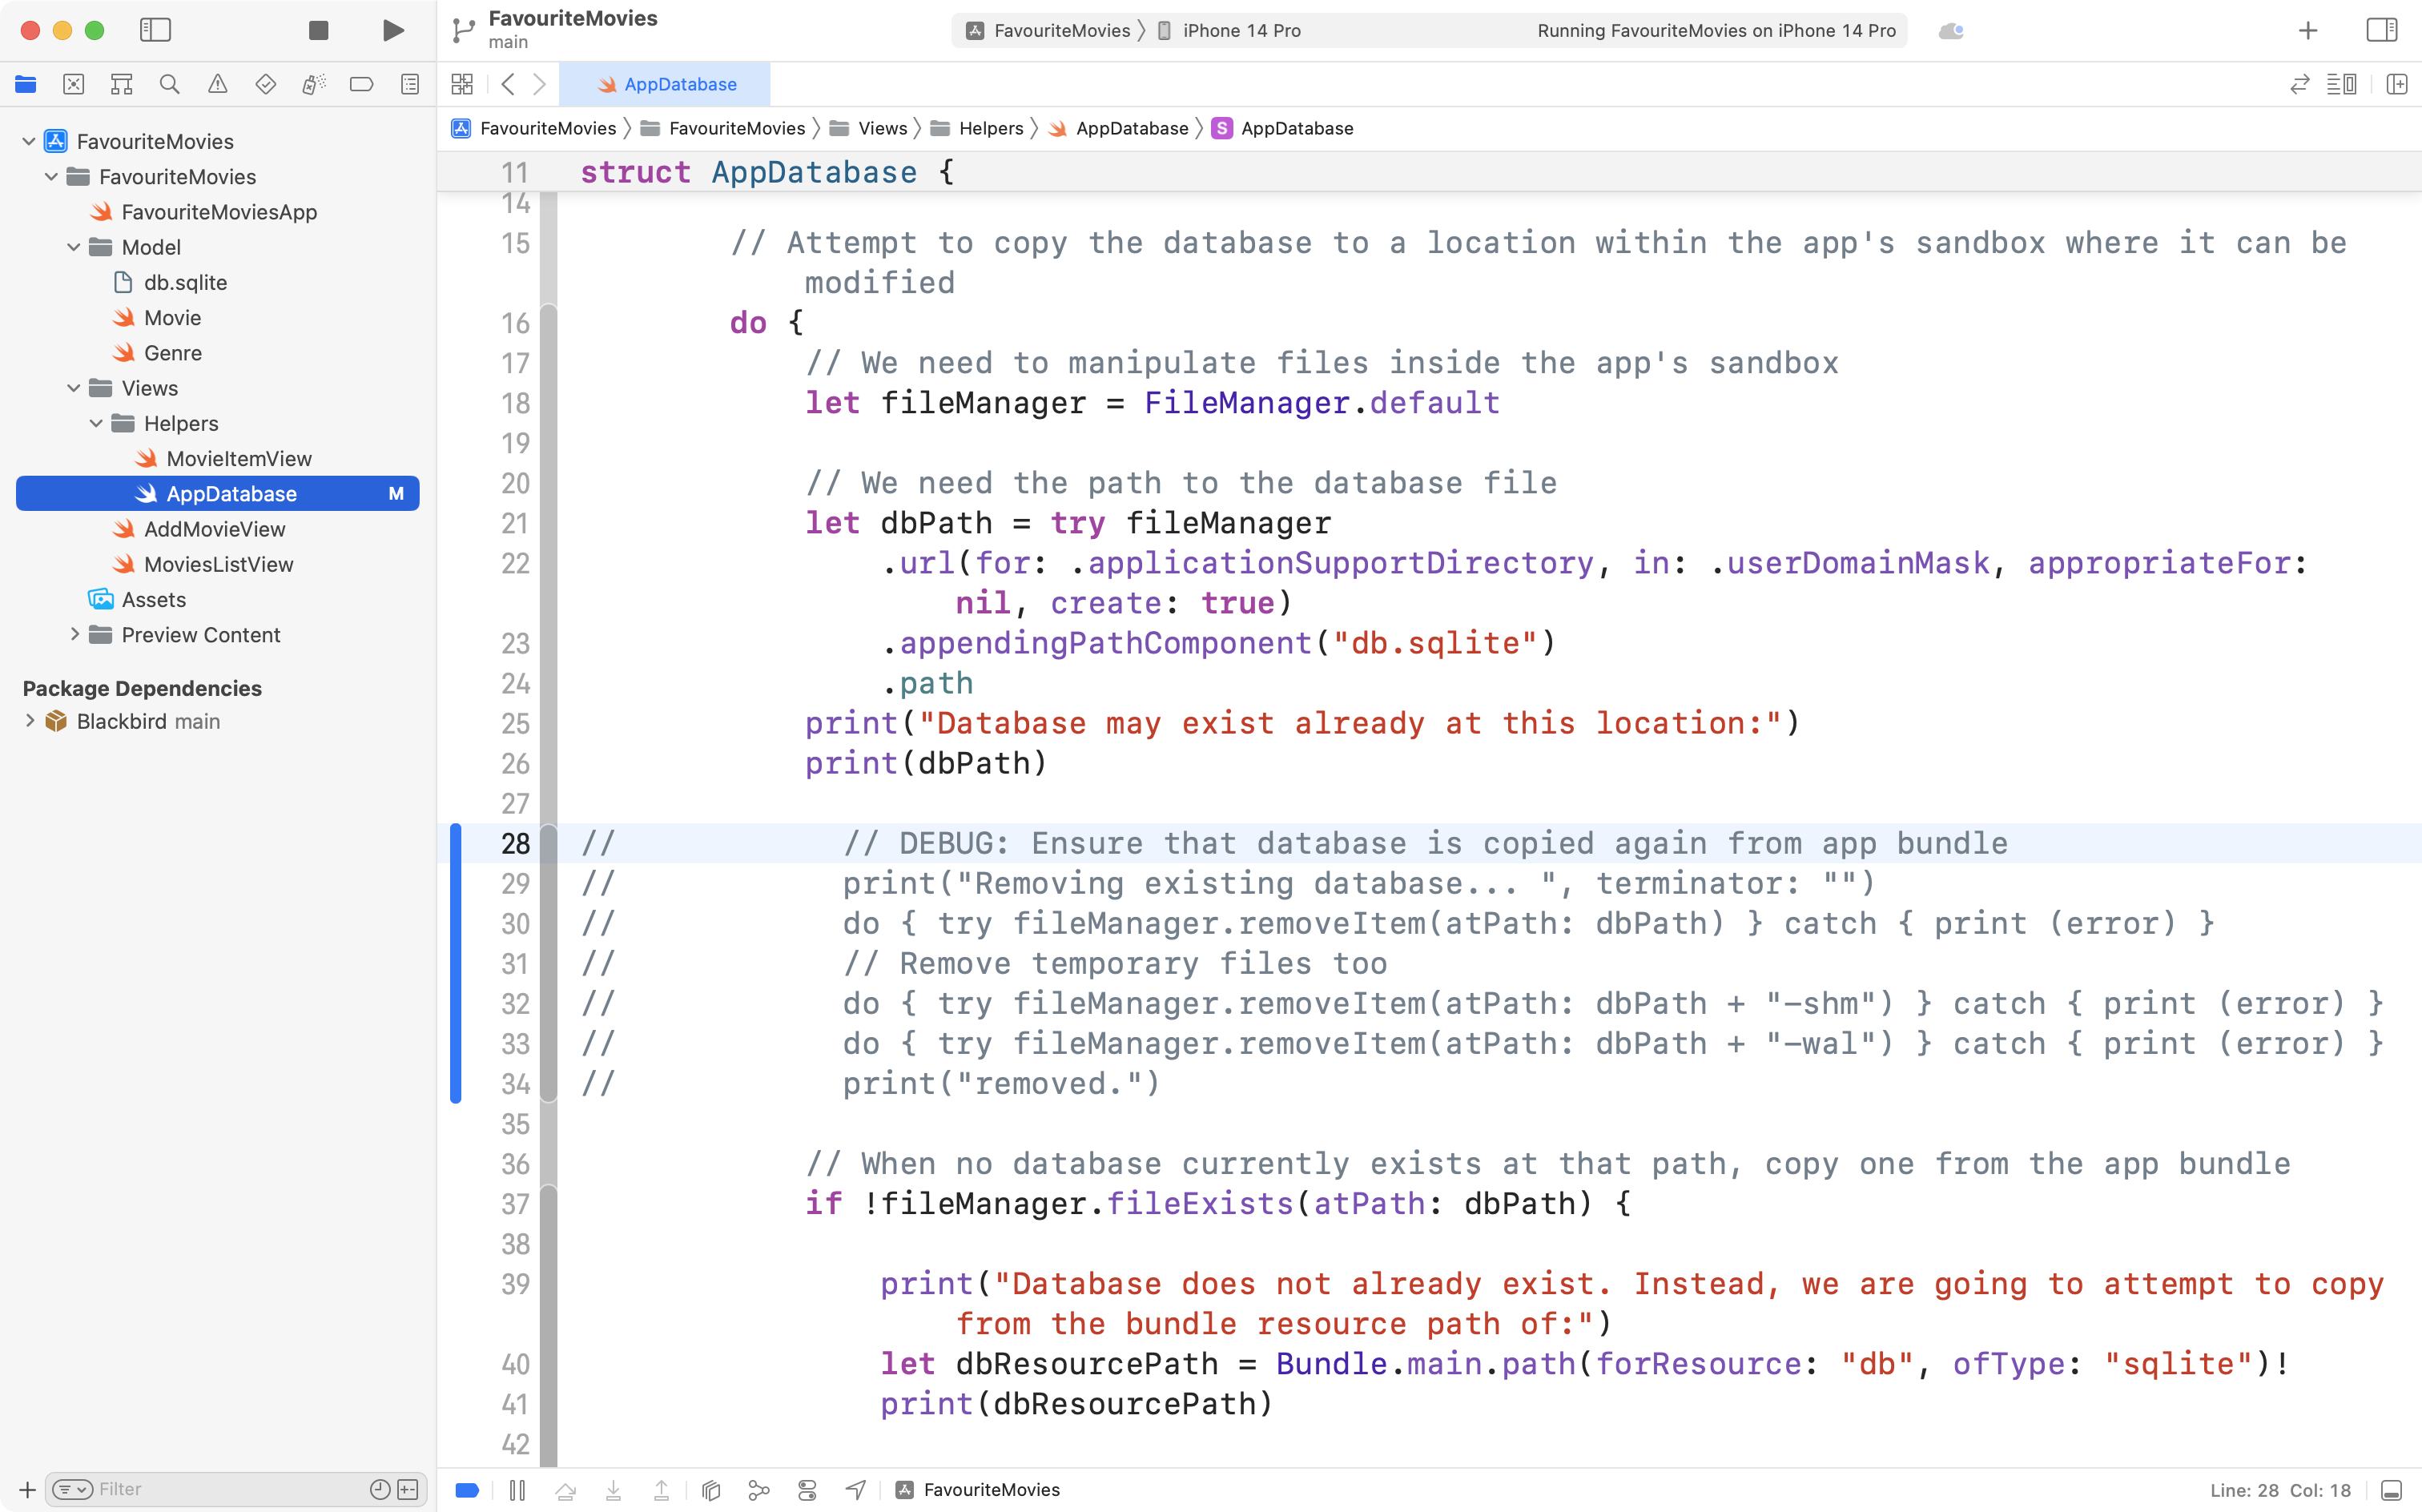 FavouriteMovies
main
FavouriteMovies iPhone 14 Pro
Running FavouriteMovies on iPhone 14 Pro
AppDatabase
FavouriteMovies FavouriteMovies Views Helpers AppDatabase S AppDatabase
FavouriteMovies
FavouriteMovies
FavouriteMoviesApp
Model
db.sqlite
Movie
Genre
Views
Helpers
MovieItemView
AppDatabase M
AddMovieView
MoviesListView
Assets
Preview Content
Package Dependencies
Blackbird main
Filter
11 struct AppDatabase {
14
15 // Attempt to copy the database to a location within the app's sandbox where it can be
modified
16 do {
17 // We need to manipulate files inside the app's sandbox
18 let fileManager = FileManager.default
19
20 // We need the path to the database file
21 let dbPath = try fileManager
22 .url(for: .applicationSupportDirectory, in: .userDomainMask, appropriateFor:
nil, create: true)
23 .appendingPathComponent("db.sqlite")
24 .path
25 print("Database may exist already at this location:")
26 print(dbPath)
27
28 // // DEBUG: Ensure that database is copied again from app bundle
29 // print("Removing existing database... ", terminator: "")
30 // do { try fileManager.removeItem(atPath: dbPath) } catch { print (error) }
31 // // Remove temporary files too
32 // do { try fileManager.removeItem(atPath: dbPath + "-shm") } catch { print (error) }
33 // do { try fileManager.removeItem(atPath: dbPath + "-wal") } catch { print (error) }
34 // print("removed.")
35
36 // When no database currently exists at that path, copy one from the app bundle
37 if !fileManager.fileExists(atPath: dbPath) {
38
39 print("Database does not already exist. Instead, we are going to attempt to copy
from the bundle resource path of:")
40 let dbResourcePath = Bundle.main.path(forResource: "db", ofType: "sqlite")!
41 print(dbResourcePath)
42
FavouriteMovies
Line: 28 Col: 18